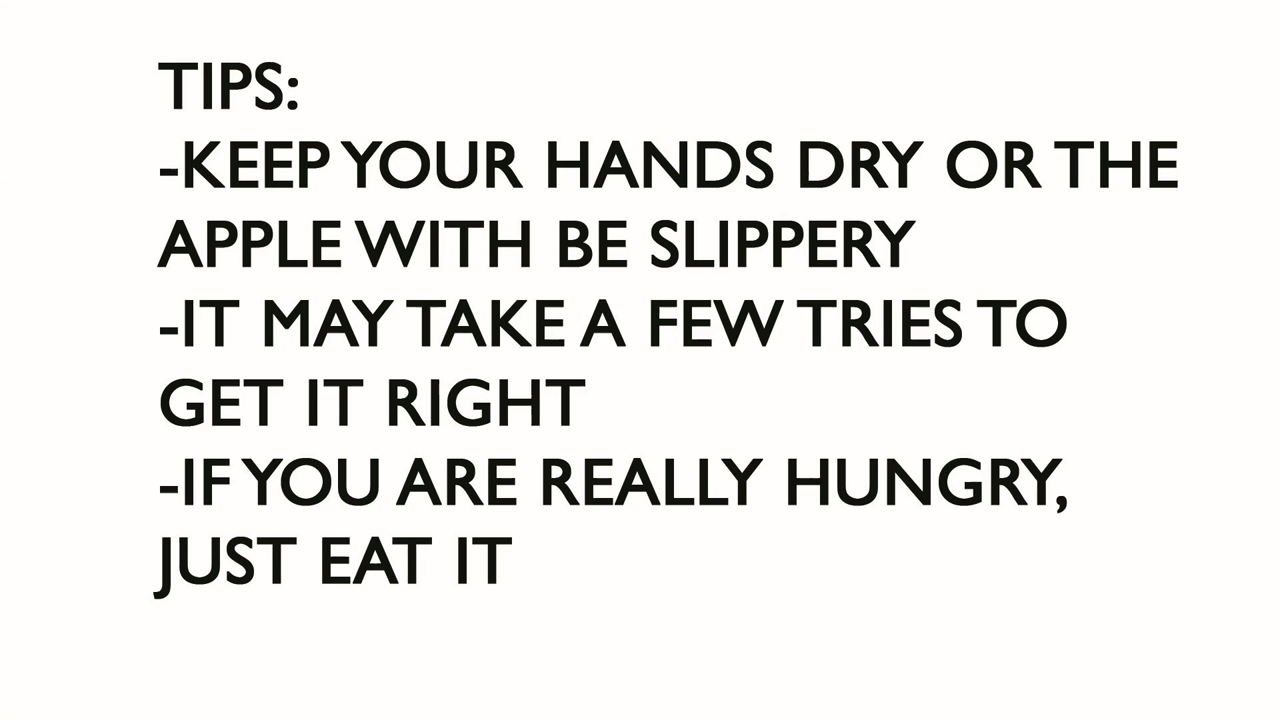 TIPS:
-KEEP YOUR HANDS DRY OR THE
APPLE WITH BE SLIPPERY
-IT MAY TAKE A FEW TRIES TO
GET IT RIGHT
-IF YOU ARE REALLY HUNGRY,
JUST EAT IT